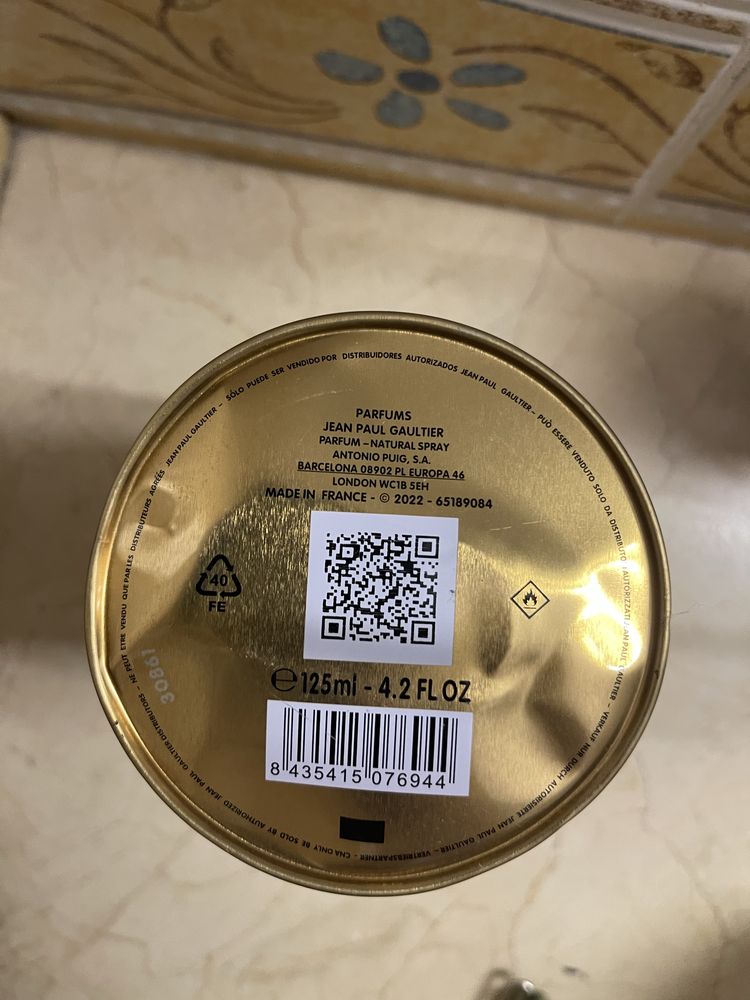 PARFUMS
JEAN PAUL GAULTIER
PARFUM – NATURAL SPRAY
ANTONIO PUIG, S.A.
BARCELONA 08902 PL EUROPA 46
LONDON WC1B 5EH
MADE IN FRANCE - © 2022 - 65189084
40
FE
℮ 125ml - 4.2 FL OZ
8 435415 076944
30861
SÓLO PUEDE SER VENDIDO POR DISTRIBUIDORES AUTORIZADOS JEAN PAUL GAULTIER – PUÒ ESSERE VENDUTO SOLO DA AUTORIZZATI JEAN PAUL GAULTIER – VERKAUF NUR DURCH AUTORISIERTE JEAN PAUL GAULTIER – VERTRIEBSPARTNER – CNA ONLY BE SOLD BY AUTHORIZED JEAN PAUL GAULTIER DISTRIBUTORS – NE PEUT ETRE VENDU QUE PAR LES DISTRIBUTEURS AGRÉÉS JEAN PAUL GAULTIER –